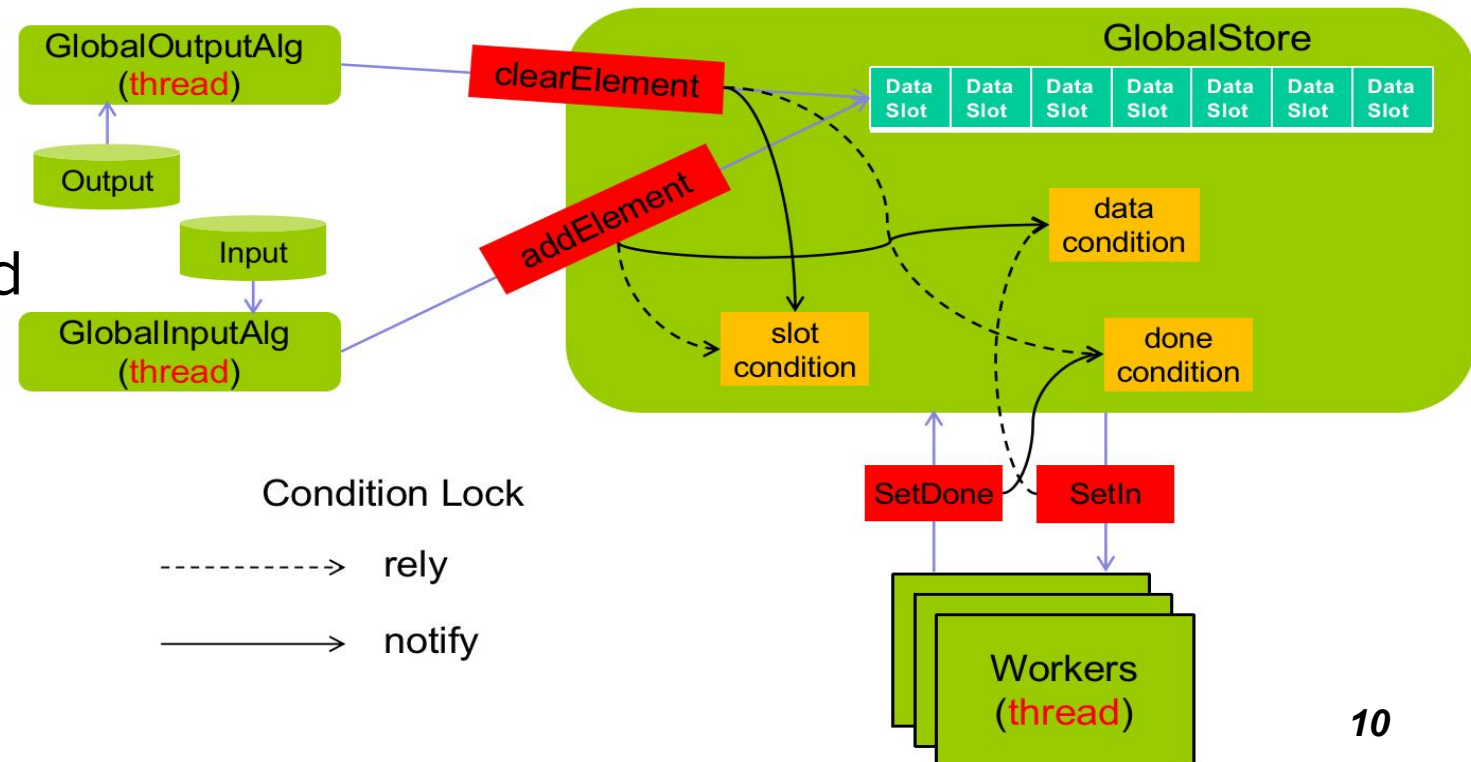 GlobalOutputAlg
(thread)
Output
Input
d
GlobalInputAlg
(thread)
clearElement
addElement
GlobalStore
Data Data Data Data Data Data Data
Slot Slot Slot Slot Slot Slot Slot
data
condition
slot
condition
done
condition
SetDone
SetIn
Condition Lock
rely
notify
Workers
(thread)
10